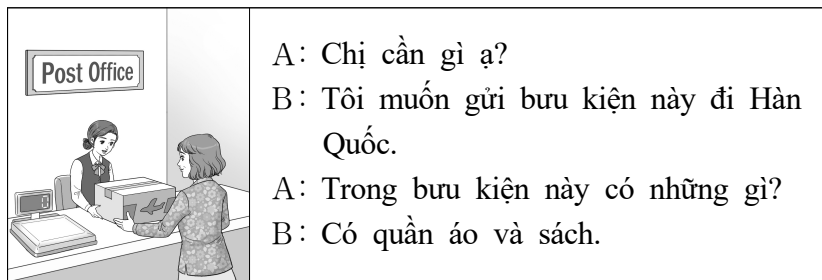 Post Office
A: Chị cần gì ạ?
B: Tôi muốn gửi bưu kiện này đi Hàn
Quốc.
A: Trong bưu kiện này có những gì?
B: Có quần áo và sách.